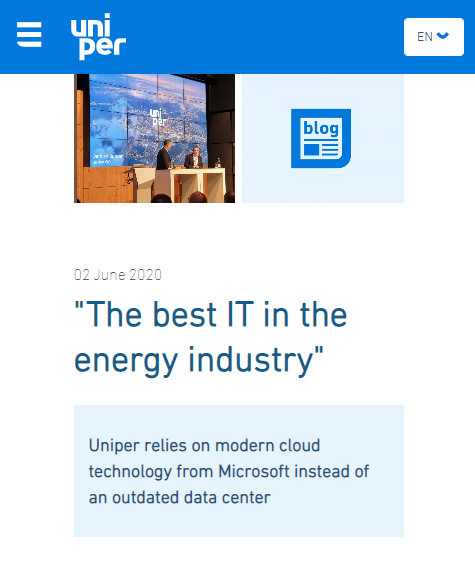 uni
per
EN
uni
per
blog
02 June 2020
"The best IT in the
energy industry"
Uniper relies on modern cloud
technology from Microsoft instead of
an outdated data center